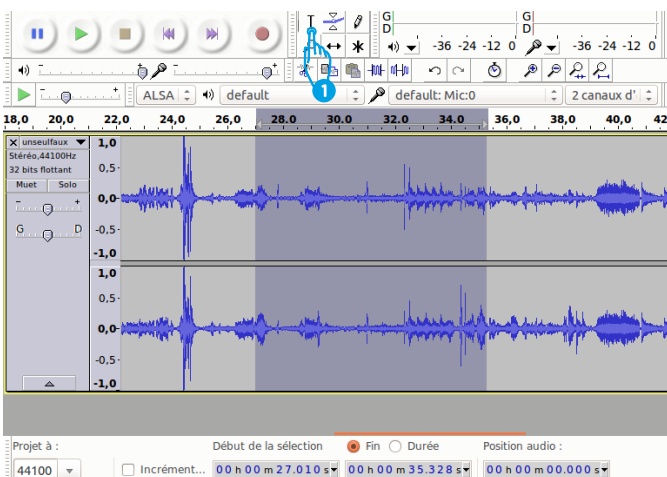 G
D
-36 -24 -12 0
G
D
-36 -24 -12 0
1
ALSA
default
default: Mic:0
2 canaux d'
18,0 20,0 22,0 24,0 26,0 28.0 30.0 32.0 34.0 35,0 36,0 38,0 40,0 42
unseulfaux
Stéréo,44100Hz
32 bits flottant
Muet Solo
- +
G D
1,0
0,5-
0,0-
-0,5-
-1,0
1,0
0,5-
0,0-
-0,5-
-1,0
Projet à :
Début de la sélection
Fin
Durée
Position audio :
44100
Incrément...
00 h 00 m 27.010 s
00 h 00 m 35.328 s
00 h 00 m 00.000 s